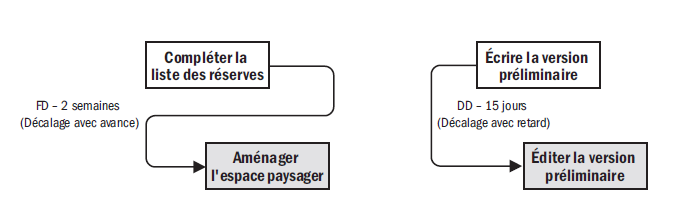 Compléter la
liste des réserves
FD – 2 semaines
(Décalage avec avance)
Aménager
l'espace paysager
Écrire la version
préliminaire
DD – 15 jours
(Décalage avec retard)
Éditer la version
préliminaire